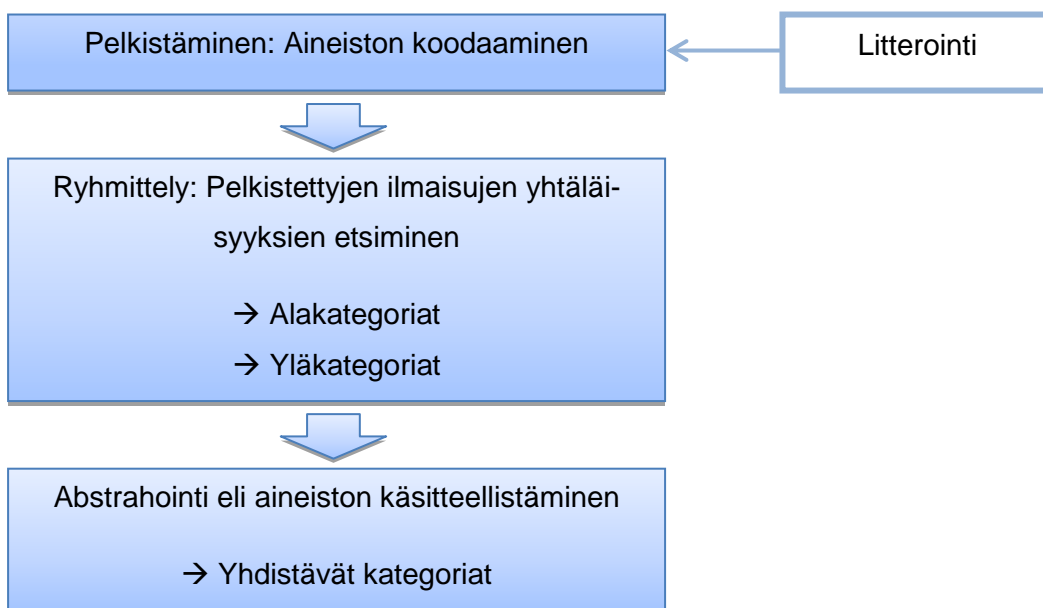 Pelkistäminen: Aineiston koodaaminen
Litterointi
Ryhmittely: Pelkistettyjen ilmaisujen yhtäläi-
syyksien etsiminen
→ Alakategoriat
→ Yläkategoriat
Abstrahointi eli aineiston käsitteellistäminen
→ Yhdistävät kategoriat